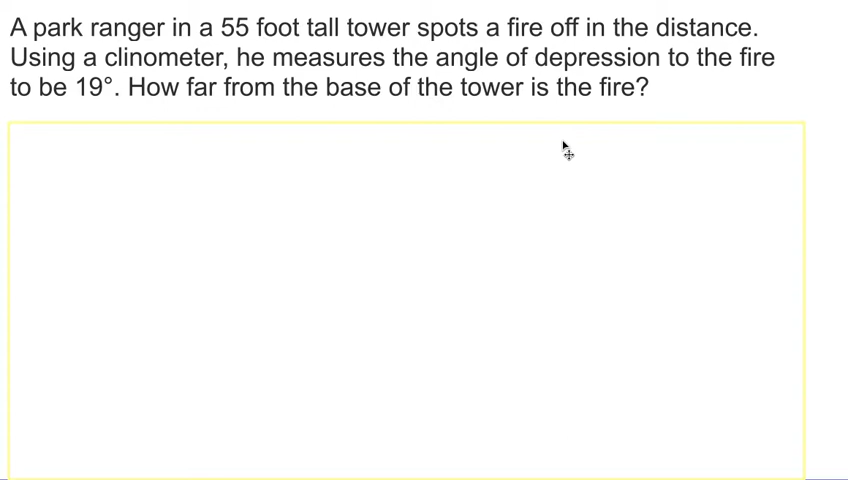 A park ranger in a 55 foot tall tower spots a fire off in the distance.
Using a clinometer, he measures the angle of depression to the fire
to be 19°. How far from the base of the tower is the fire?